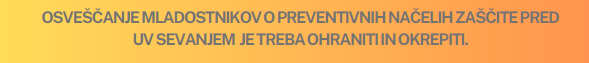 OSVEŠČANJE MLADOSTNIKOV O PREVENTIVNIH NAČELIH ZAŠČITE PRED
UV SEVANJEM JE TREBA OHRANITI IN OKREPITI.